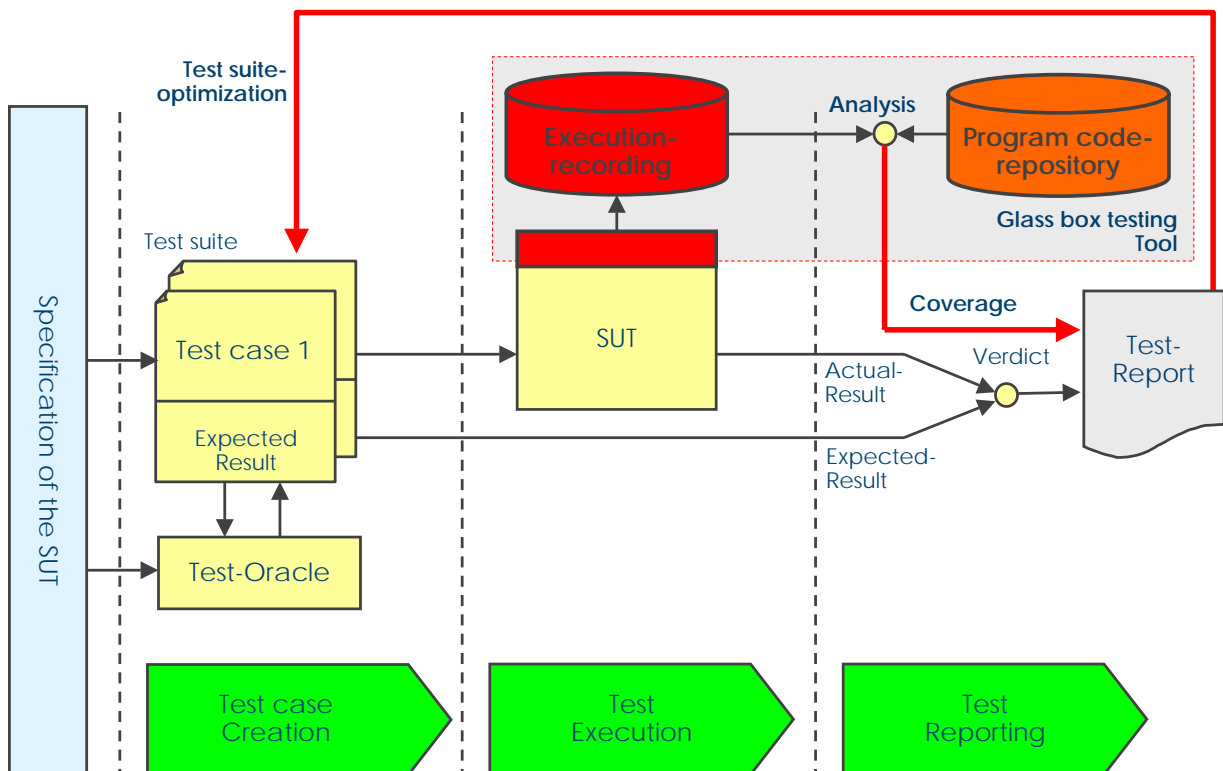 Test suite-
optimization
Execution-
recording
Analysis
Program code-
repository
Glass box testing
Tool
Specification of the SUT
Test suite
Test case 1
Expected
Result
Test-Oracle
SUT
Coverage
Actual-
Result
Verdict
Expected-
Result
Test-
Report
Test case
Creation
Test
Execution
Test
Reporting